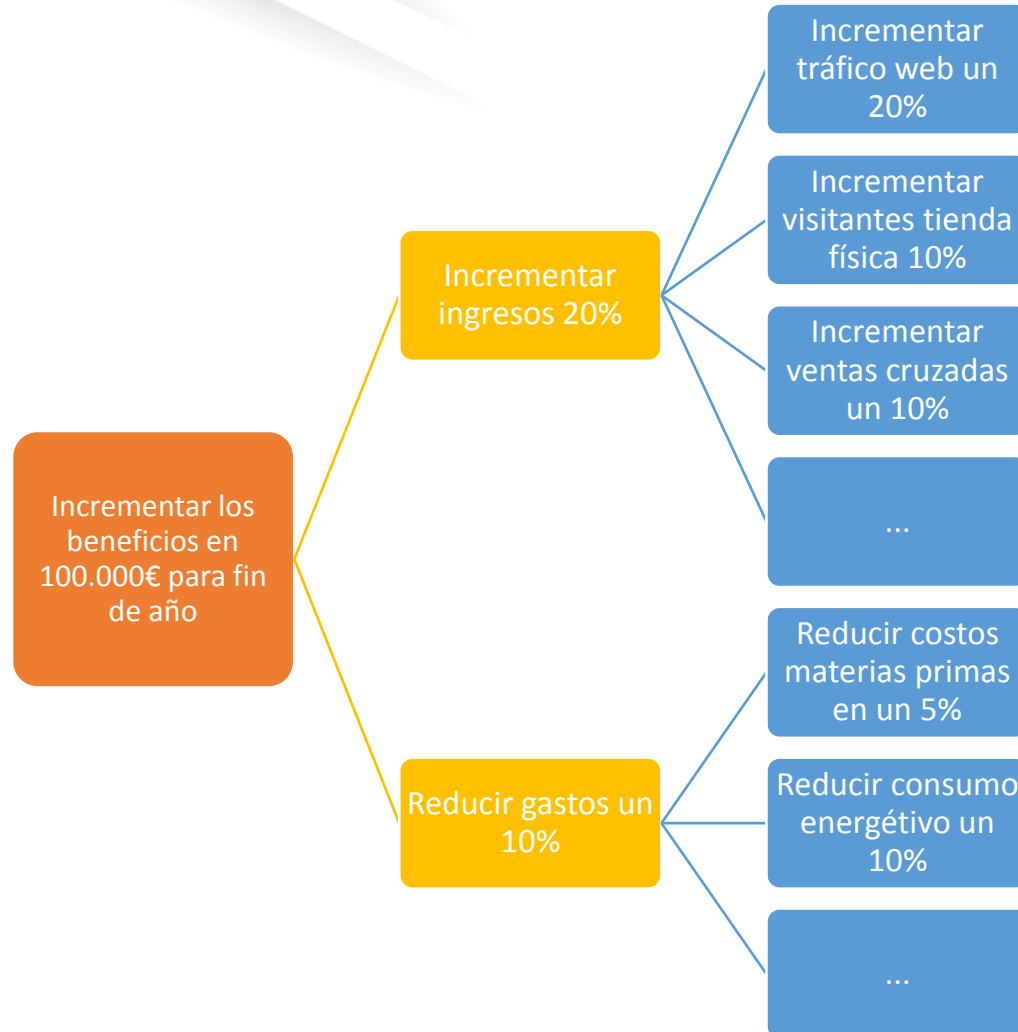 Incrementar
tráfico web un
20%
Incrementar
visitantes tienda
física 10%
Incrementar
ingresos 20%
Incrementar
ventas cruzadas
un 10%
...
Incrementar los
beneficios en
100.000€ para fin
de año
Reducir costos
materias primas
en un 5%
Reducir gastos un
10%
Reducir consumo
energétivo un
10%
...